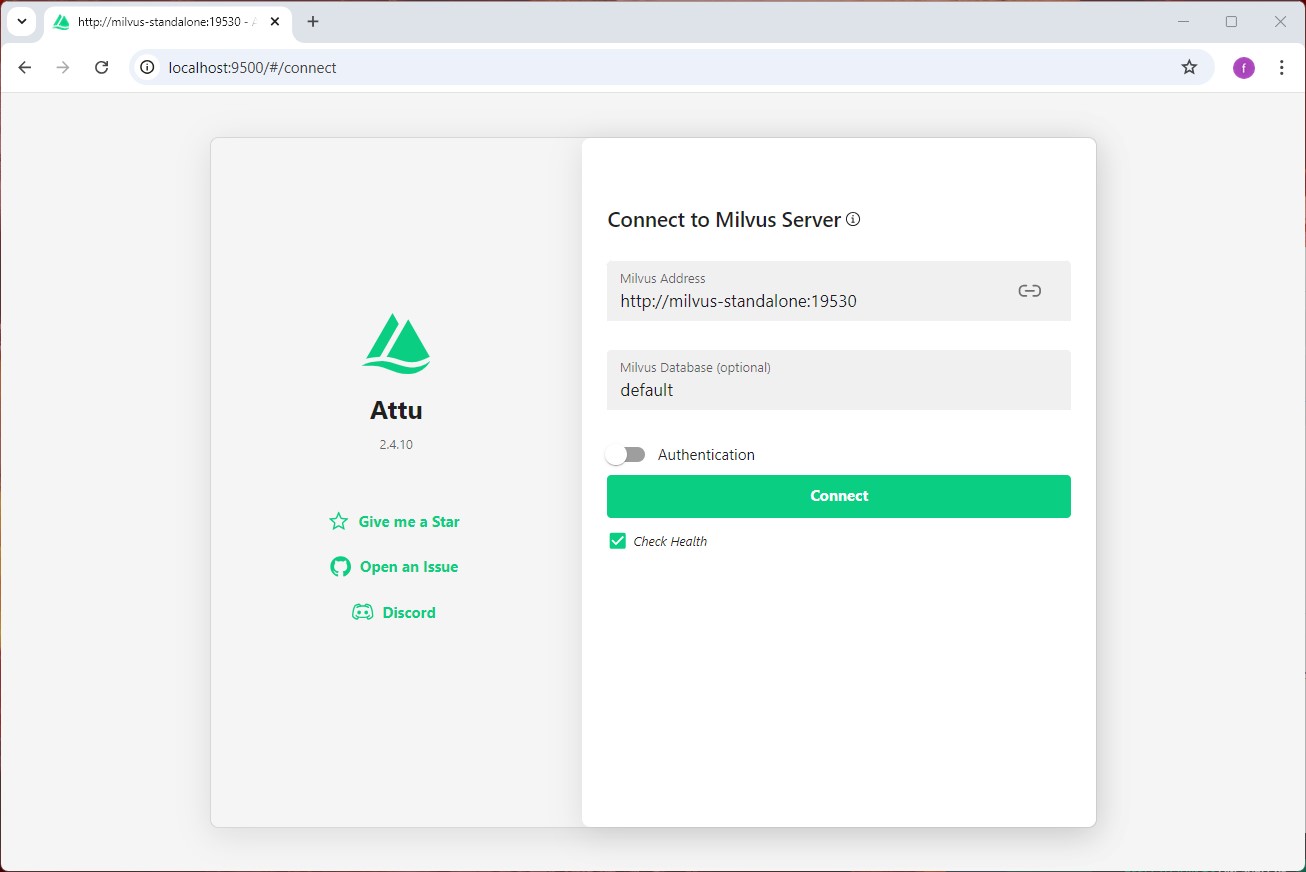 http://milvus-standalone:19530 -
localhost:9500/#/connect
f
Connect to Milvus Server
Milvus Address
http://milvus-standalone:19530
Milvus Database (optional)
default
Attu
2.4.10
Authentication
Connect
Give me a Star
Check Health
Open an Issue
Discord